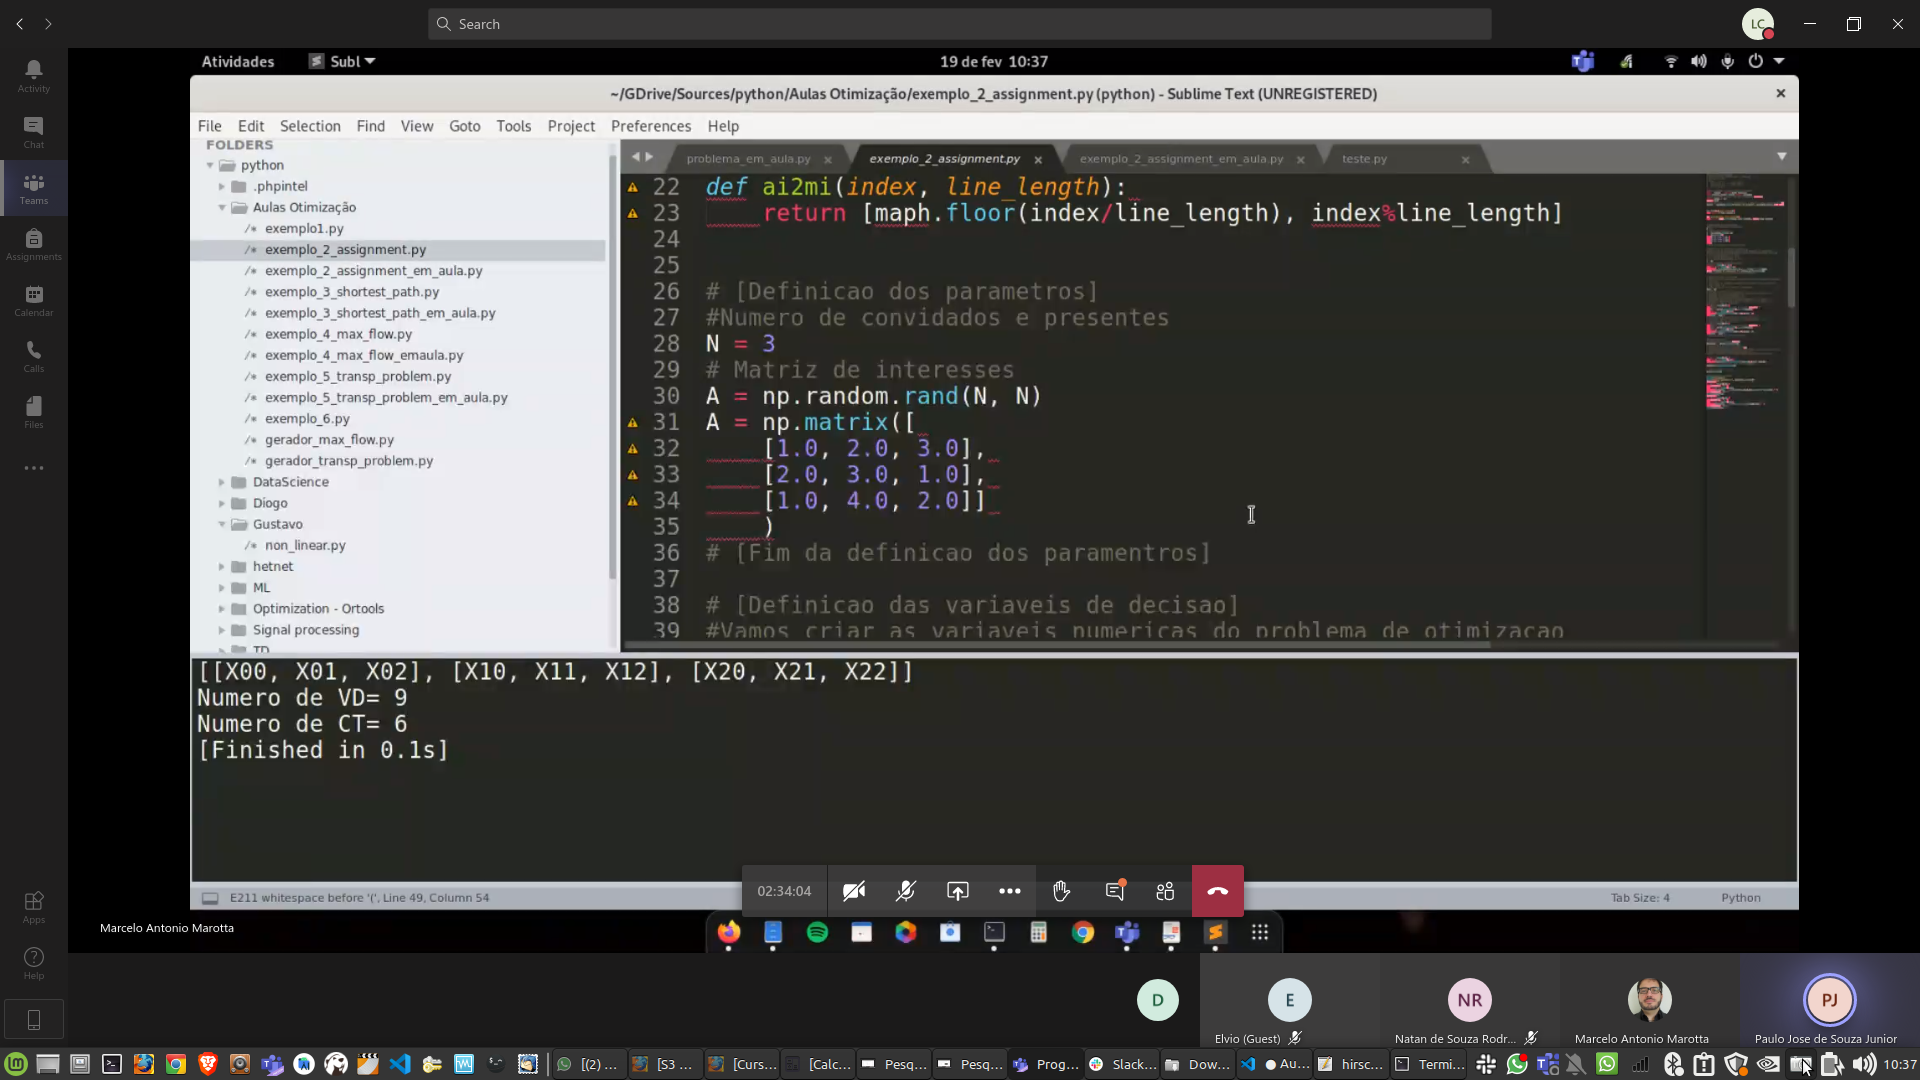 Search
LC
Activity
Chat
Teams
Assignments
Calendar
Calls
Files
Apps
Help
Atividades
Subl
19 de fev 10:37
~/GDrive/Sources/python/Aulas Otimização/exemplo_2_assignment.py (python) - Sublime Text (UNREGISTERED)
File Edit Selection Find View Goto Tools Project Preferences Help
FOLDERS
python
.phpintel
Aulas Otimização
/* exemplo1.py
/* exemplo_2_assignment.py
/* exemplo_2_assignment_em_aula.py
/* exemplo_3_shortest_path.py
/* exemplo_3_shortest_path_em_aula.py
/* exemplo_4_max_flow.py
/* exemplo_4_max_flow_emaula.py
/* exemplo_5_transp_problem.py
/* exemplo_5_transp_problem_em_aula.py
/* exemplo_6.py
/* gerador_max_flow.py
/* gerador_transp_problem.py
DataScience
Diogo
Gustavo
/* non_linear.py
hetnet
ML
Optimization - Ortools
Signal processing
TD
problema_em_aula.py
exemplo_2_assignment.py
exemplo_2_assignment_em_aula.py
teste.py
22 def ai2mi(index, line_length):
23 return [maph.floor(index/line_length), index%line_length]
24
25
26 # [Definicao dos parametros]
27 #Numero de convidados e presentes
28 N = 3
29 # Matriz de interesses
30 A = np.random.rand(N, N)
31 A = np.matrix([
32 [1.0, 2.0, 3.0],
33 [2.0, 3.0, 1.0],
34 [1.0, 4.0, 2.0]]
35 )
36 # [Fim da definicao dos paramentros]
37
38 # [Definicao das variaveis de decisao]
39 #Vamos criar as variaveis numericas do problema de otimizacao
[[X00, X01, X02], [X10, X11, X12], [X20, X21, X22]]
Numero de VD= 9
Numero de CT= 6
[Finished in 0.1s]
02:34:04
E211 whitespace before '(', Line 49, Column 54
Tab Size: 4
Python
Marcelo Antonio Marotta
D
E
NR
PJ
Elvio (Guest)
Natan de Souza Rodr...
Marcelo Antonio Marotta
Paulo Jose de Souza Junior
[(2) ...
[S3 ...
[Curs...
[Calc...
Pesq...
Pesq...
Prog...
Slack...
Dow...
● Au...
hirsc...
Termi...
10:37